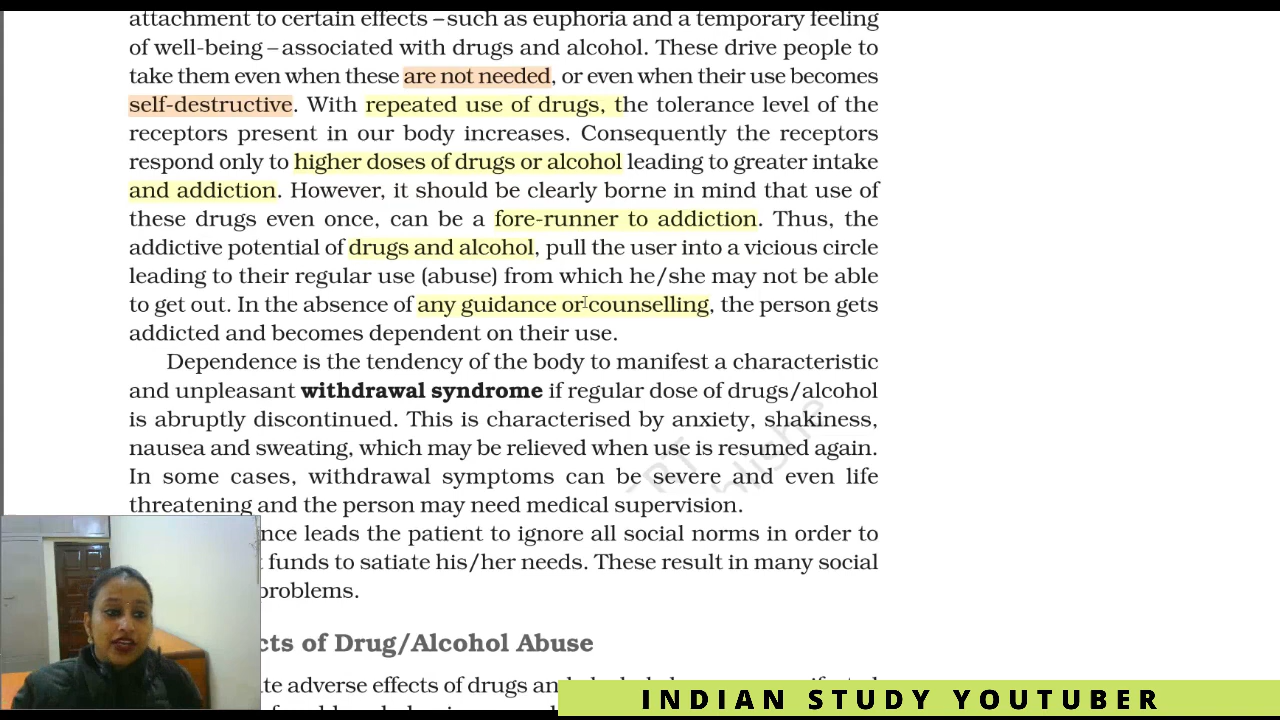 attachment to certain effects – such as euphoria and a temporary feeling
of well-being – associated with drugs and alcohol. These drive people to
take them even when these are not needed, or even when their use becomes
self-destructive. With repeated use of drugs, the tolerance level of the
receptors present in our body increases. Consequently the receptors
respond only to higher doses of drugs or alcohol leading to greater intake
and addiction. However, it should be clearly borne in mind that use of
these drugs even once, can be a fore-runner to addiction. Thus, the
addictive potential of drugs and alcohol, pull the user into a vicious circle
leading to their regular use (abuse) from which he/she may not be able
to get out. In the absence of any guidance or counselling, the person gets
addicted and becomes dependent on their use.
Dependence is the tendency of the body to manifest a characteristic
and unpleasant withdrawal syndrome if regular dose of drugs/alcohol
is abruptly discontinued. This is characterised by anxiety, shakiness,
nausea and sweating, which may be relieved when use is resumed again.
In some cases, withdrawal symptoms can be severe and even life
threatening and the person may need medical supervision.
nce leads the patient to ignore all social norms in order to
funds to satiate his/her needs. These result in many social
problems.
cts of Drug/Alcohol Abuse
te adverse effects of drugs
INDIAN STUDY YOUTUBER